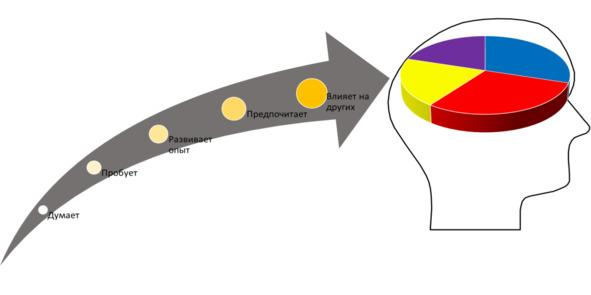 Влияет на
других
Предпочитает
Развивает
опыт
Пробует
Думает